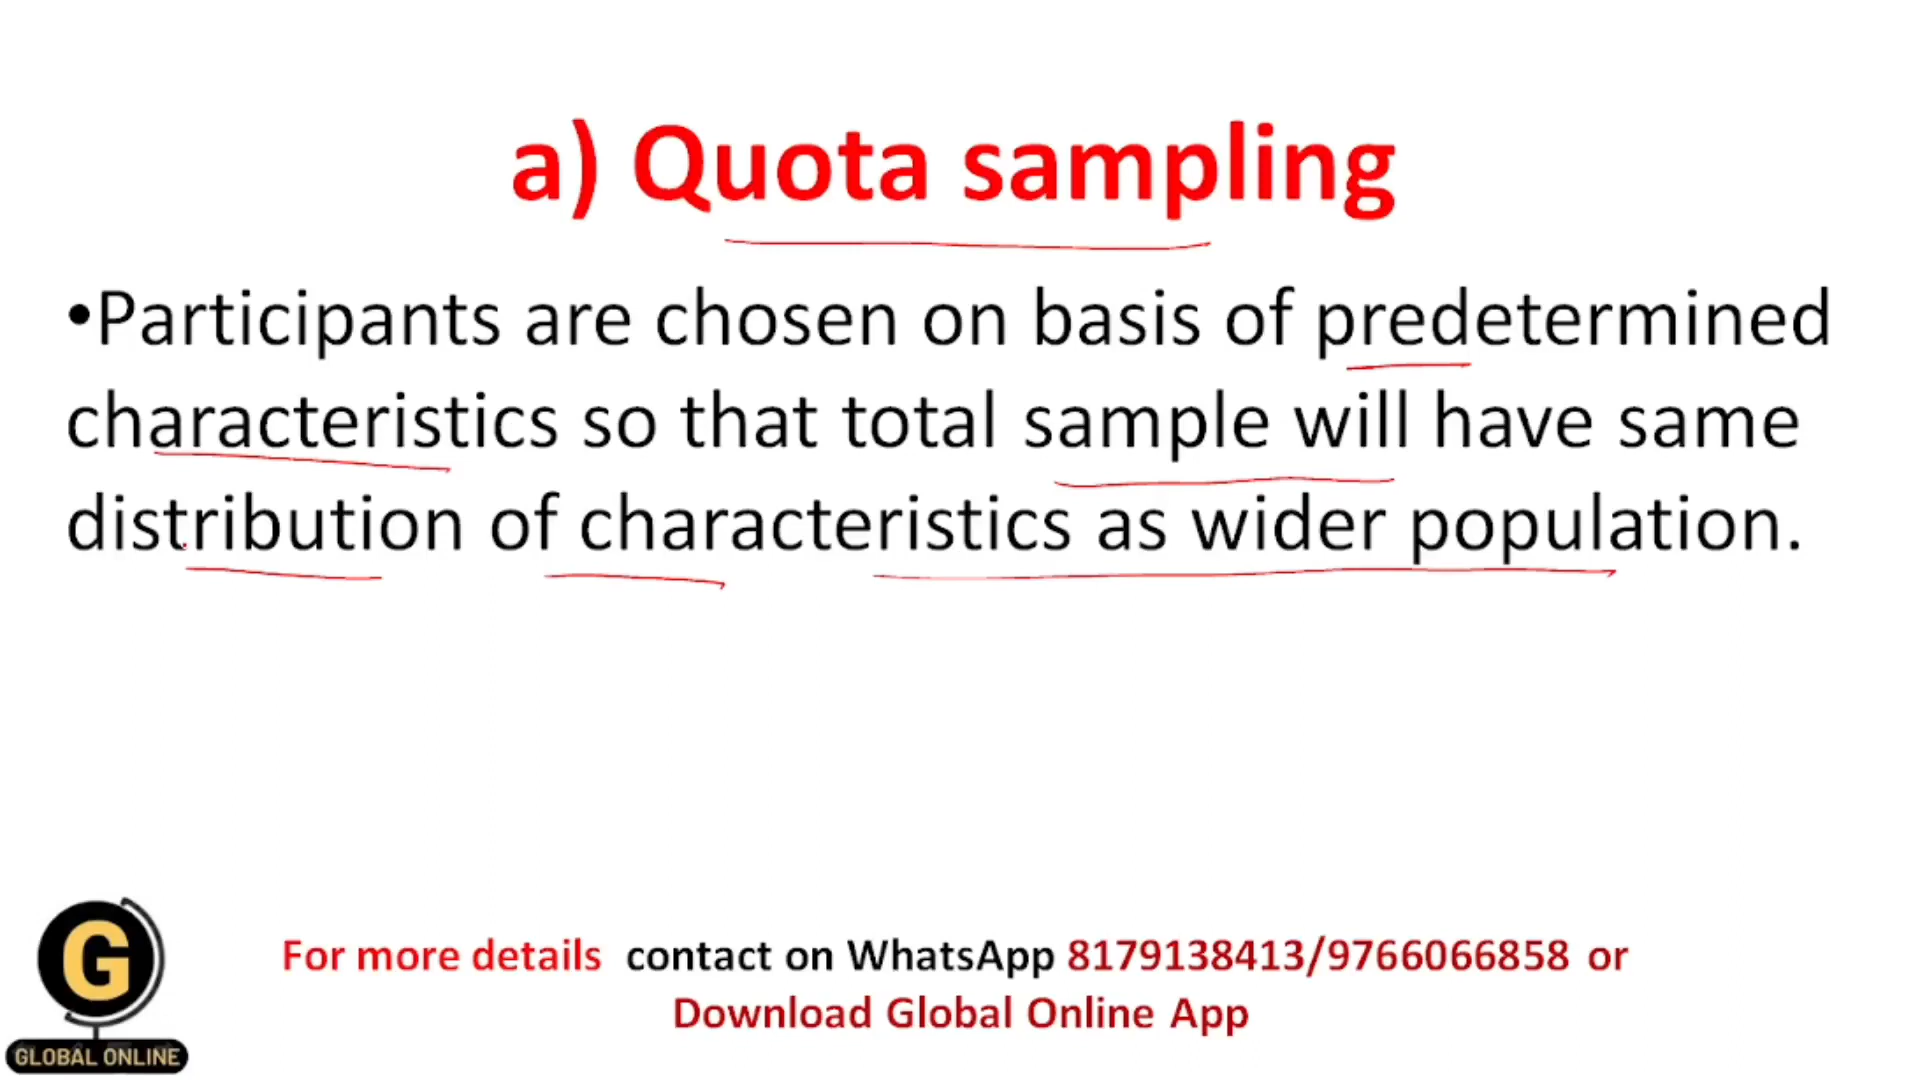 a) Quota sampling
•Participants are chosen on basis of predetermined
characteristics so that total sample will have same
distribution of characteristics as wider population.
For more details contact on WhatsApp 8179138413/9766066858 or
Download Global Online App
G
GLOBAL ONLINE